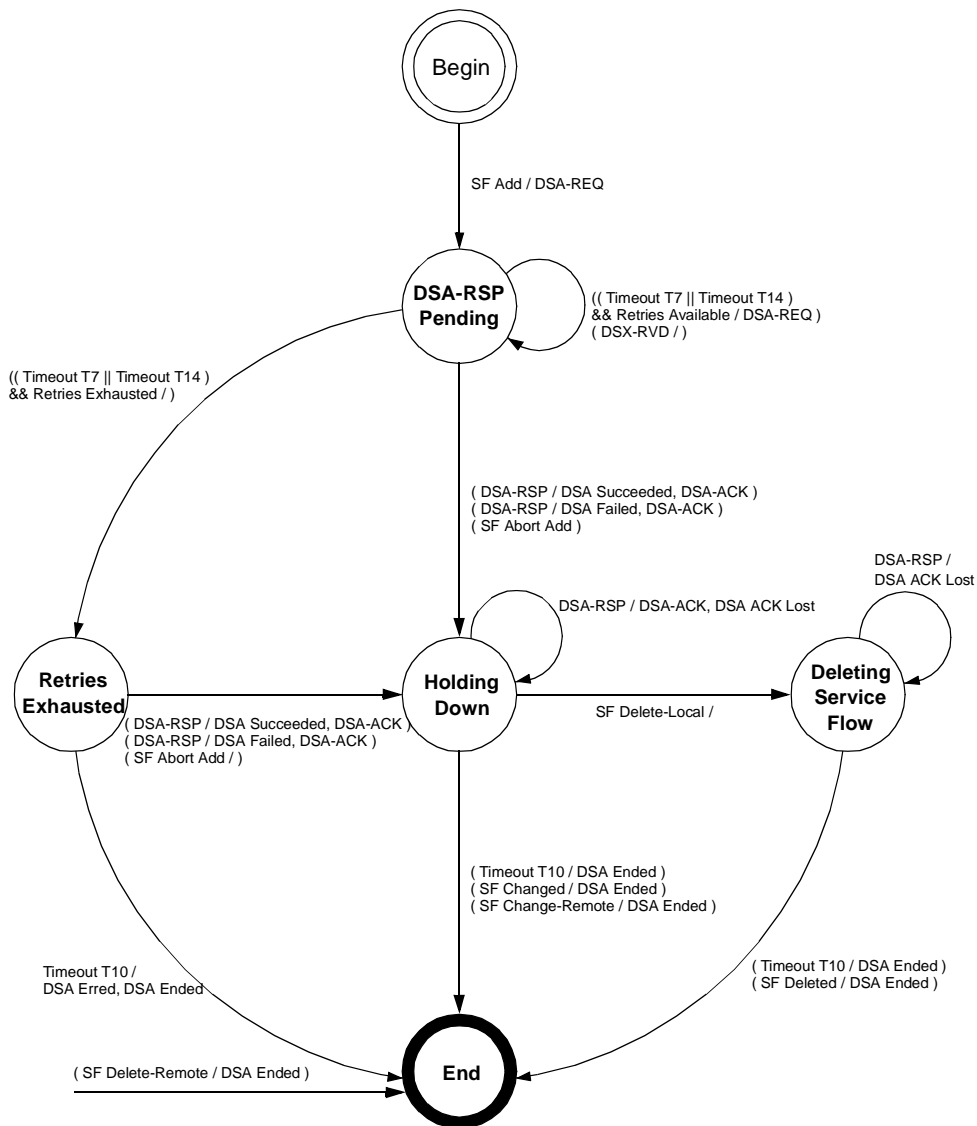 Begin
SF Add / DSA-REQ
DSA-RSP
Pending
(( Timeout T7 || Timeout T14 )
&& Retries Available / DSA-REQ )
( DSX-RVD / )
(( Timeout T7 || Timeout T14 )
&& Retries Exhausted / )
( DSA-RSP / DSA Succeeded, DSA-ACK )
( DSA-RSP / DSA Failed, DSA-ACK )
( SF Abort Add )
DSA-RSP /
DSA ACK Lost
DSA-RSP / DSA-ACK, DSA ACK Lost
Retries
Exhausted
Holding
Down
Deleting
Service
Flow
( DSA-RSP / DSA Succeeded, DSA-ACK )
( DSA-RSP / DSA Failed, DSA-ACK )
( SF Abort Add / )
SF Delete-Local /
( Timeout T10 / DSA Ended )
( SF Changed / DSA Ended )
( SF Change-Remote / DSA Ended )
Timeout T10 /
DSA Erred, DSA Ended
( Timeout T10 / DSA Ended )
( SF Deleted / DSA Ended )
( SF Delete-Remote / DSA Ended )
End